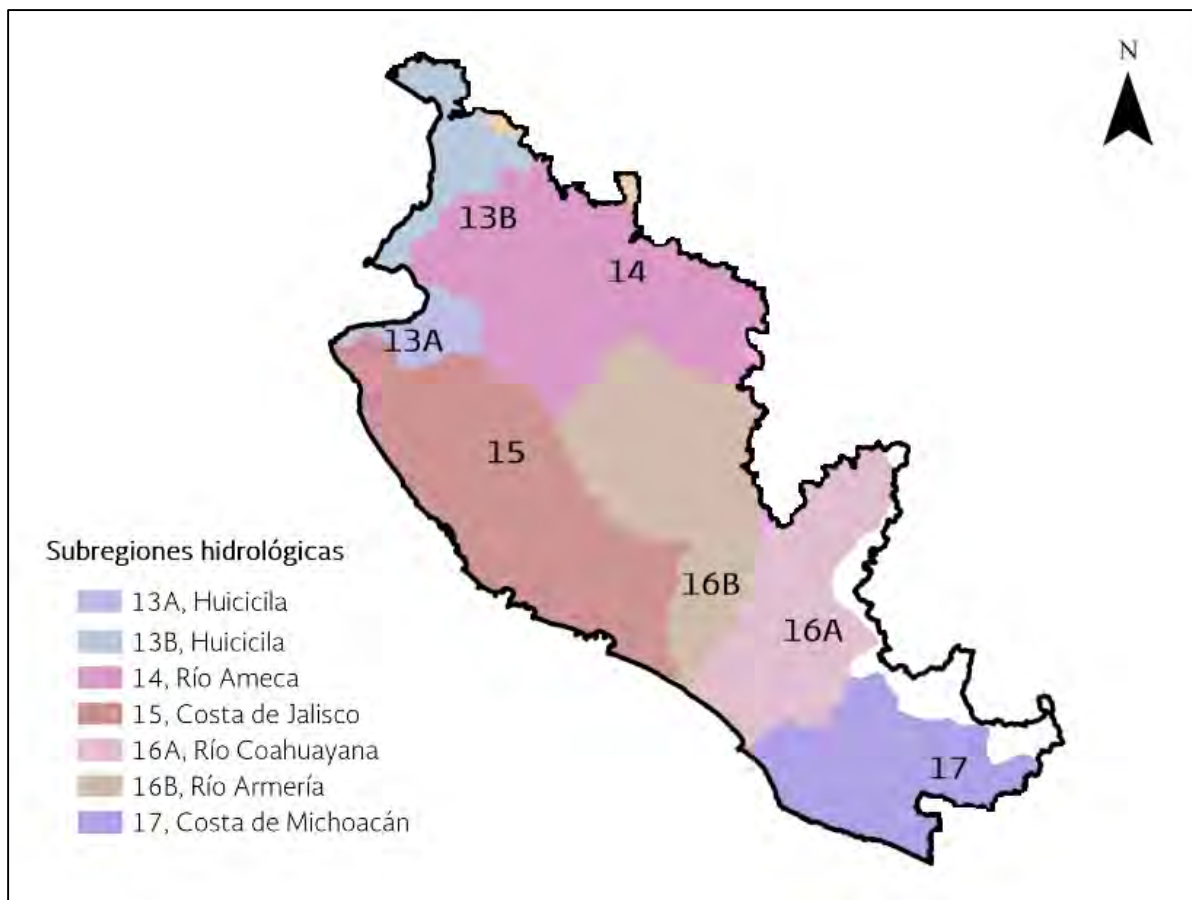 N
13B
14
13A
15
16B
16A
17
Subregiones hidrológicas
13A, Huicicila
13B, Huicicila
14, Río Ameca
15, Costa de Jalisco
16A, Río Coahuayana
16B, Río Armería
17, Costa de Michoacán